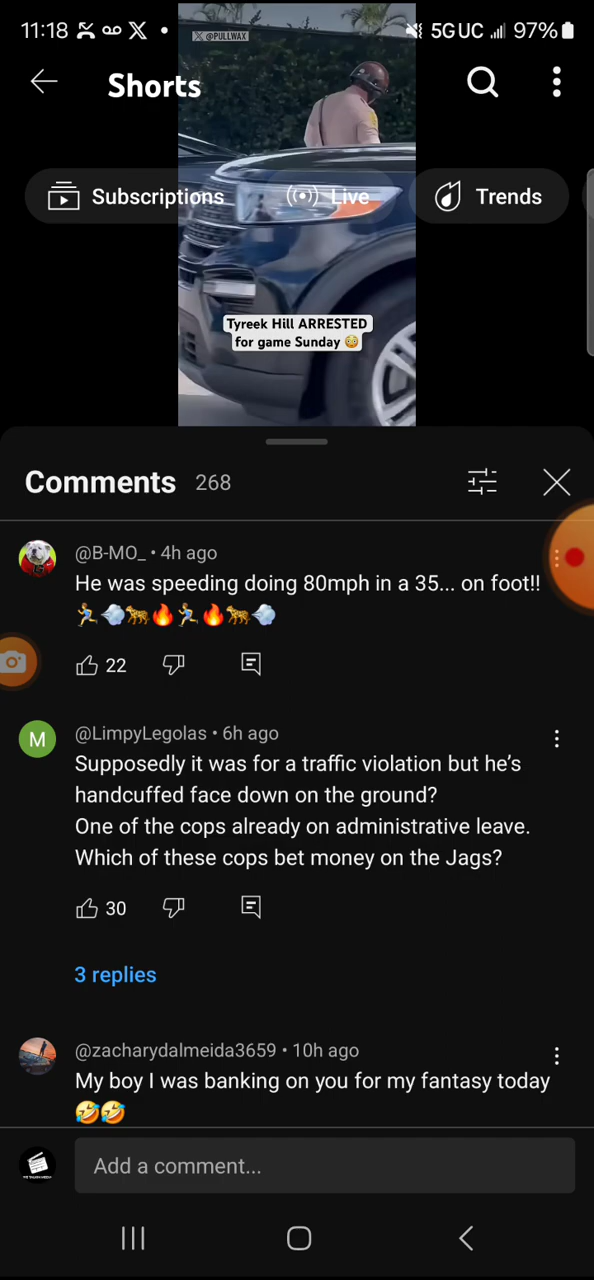 11:18 X 5GUC 97%
X @PULLWAX
Shorts
Subscriptions Live Trends
Tyreek Hill ARRESTED
for game Sunday 😳
Comments 268
@B-MO_ • 4h ago
He was speeding doing 80mph in a 35... on foot!!
🏃💨🐆🔥🏃🔥🐆💨
22
M
@LimpyLegolas • 6h ago
Supposedly it was for a traffic violation but he's
handcuffed face down on the ground?
One of the cops already on administrative leave.
Which of these cops bet money on the Jags?
30
3 replies
@zacharydalmeida3659 • 10h ago
My boy I was banking on you for my fantasy today
🤣🤣
Add a comment...